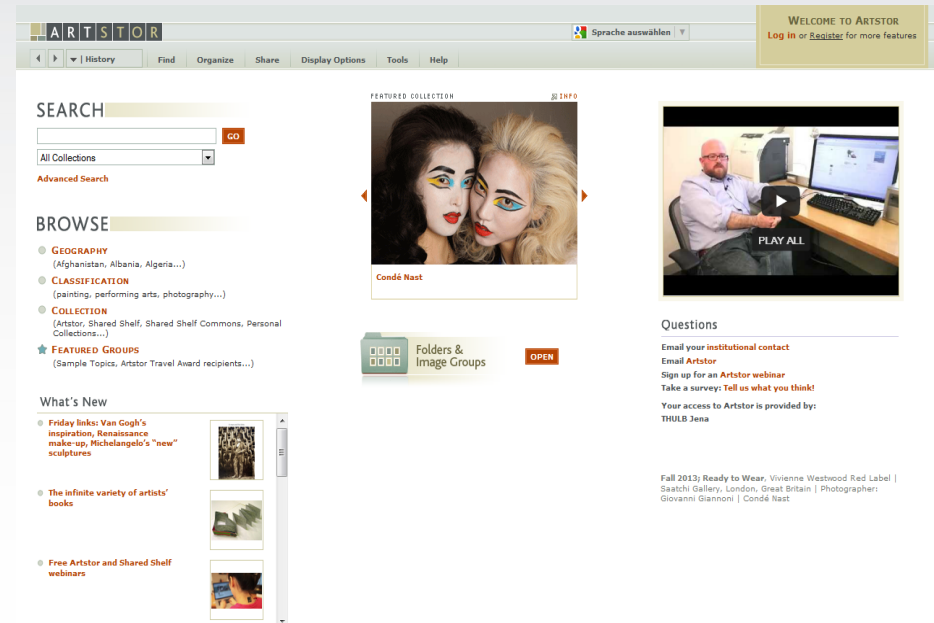 ARTSTOR
Sprache auswählen
WELCOME TO ARTSTOR
Log in or Register for more features
History
Find
Organize
Share
Display Options
Tools
Help
SEARCH
GO
All Collections
Advanced Search
BROWSE
GEOGRAPHY
(Afghanistan, Albania, Algeria...)
CLASSIFICATION
(painting, performing arts, photography...)
COLLECTION
(Artstor, Shared Shelf, Shared Shelf Commons, Personal
Collections...)
FEATURED GROUPS
(Sample Topics, Artstor Travel Award recipients...)
What's New
Friday links: Van Gogh's
inspiration, Renaissance
make-up, Michelangelo's "new"
sculptures
The infinite variety of artists'
books
Free Artstor and Shared Shelf
webinars
FEATURED COLLECTION
INFO
Condé Nast
Folders &
Image Groups
OPEN
PLAY ALL
Questions
Email your institutional contact
Email Artstor
Sign up for an Artstor webinar
Take a survey: Tell us what you think!
Your access to Artstor is provided by:
THULB Jena
Fall 2013; Ready to Wear, Vivienne Westwood Red Label |
Saatchi Gallery, London, Great Britain | Photographer:
Giovanni Giannoni | Condé Nast